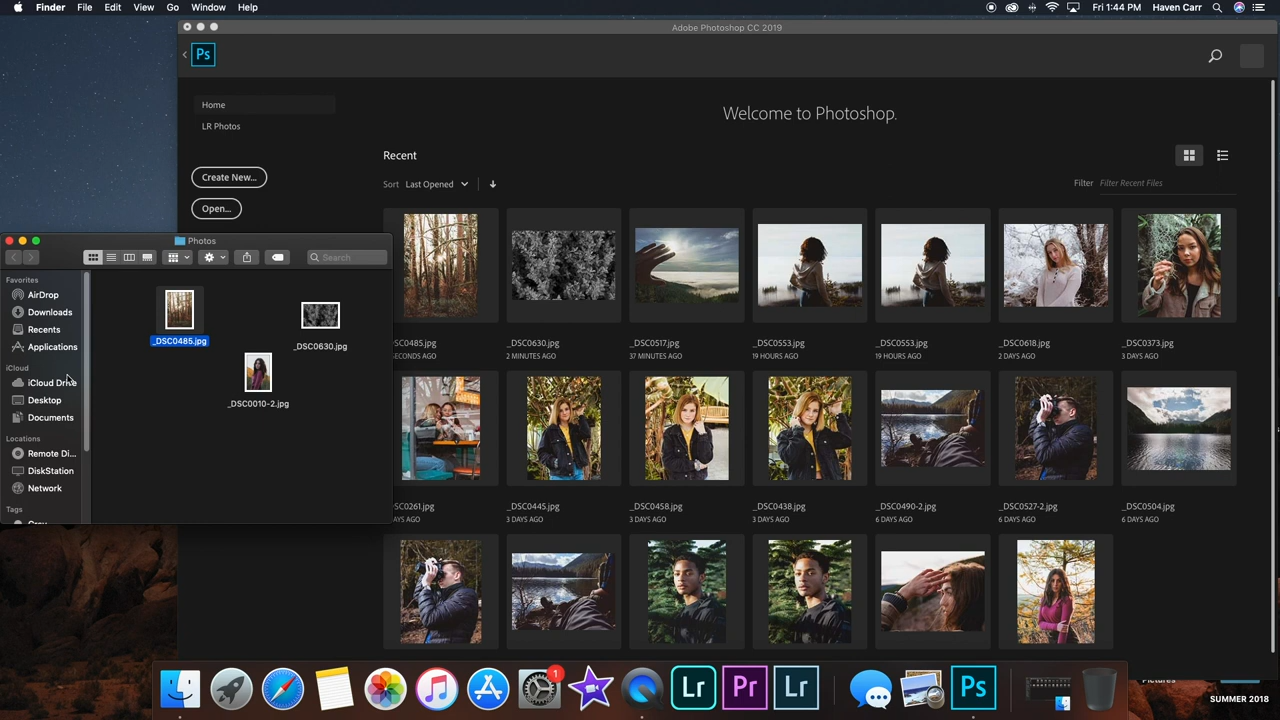 Finder File Edit View Go Window Help
Fri 1:44 PM Haven Carr
Adobe Photoshop CC 2019
Ps
Home
LR Photos
Create New...
Open...
Welcome to Photoshop.
Recent
Sort Last Opened
Filter Filter Recent Files
Photos
Search
Favorites
AirDrop
Downloads
Recents
Applications
iCloud
iCloud Drive
Desktop
Documents
Locations
Remote Di...
DiskStation
Network
Tags
Gray
_DSC0485.jpg
_DSC0630.jpg
_DSC0010-2.jpg
SC0485.jpg _DSC0630.jpg _DSC0517.jpg _DSC0553.jpg _DSC0553.jpg _DSC0618.jpg _DSC0373.jpg
SECONDS AGO 2 MINUTES AGO 37 MINUTES AGO 19 HOURS AGO 19 HOURS AGO 2 DAYS AGO 3 DAYS AGO
SC0261.jpg _DSC0445.jpg _DSC0458.jpg _DSC0438.jpg _DSC0490-2.jpg _DSC0527-2.jpg _DSC0504.jpg
AYS AGO 3 DAYS AGO 3 DAYS AGO 3 DAYS AGO 6 DAYS AGO 6 DAYS AGO 6 DAYS AGO
1
Lr Pr Lr Ps
Pictures
SUMMER 2018